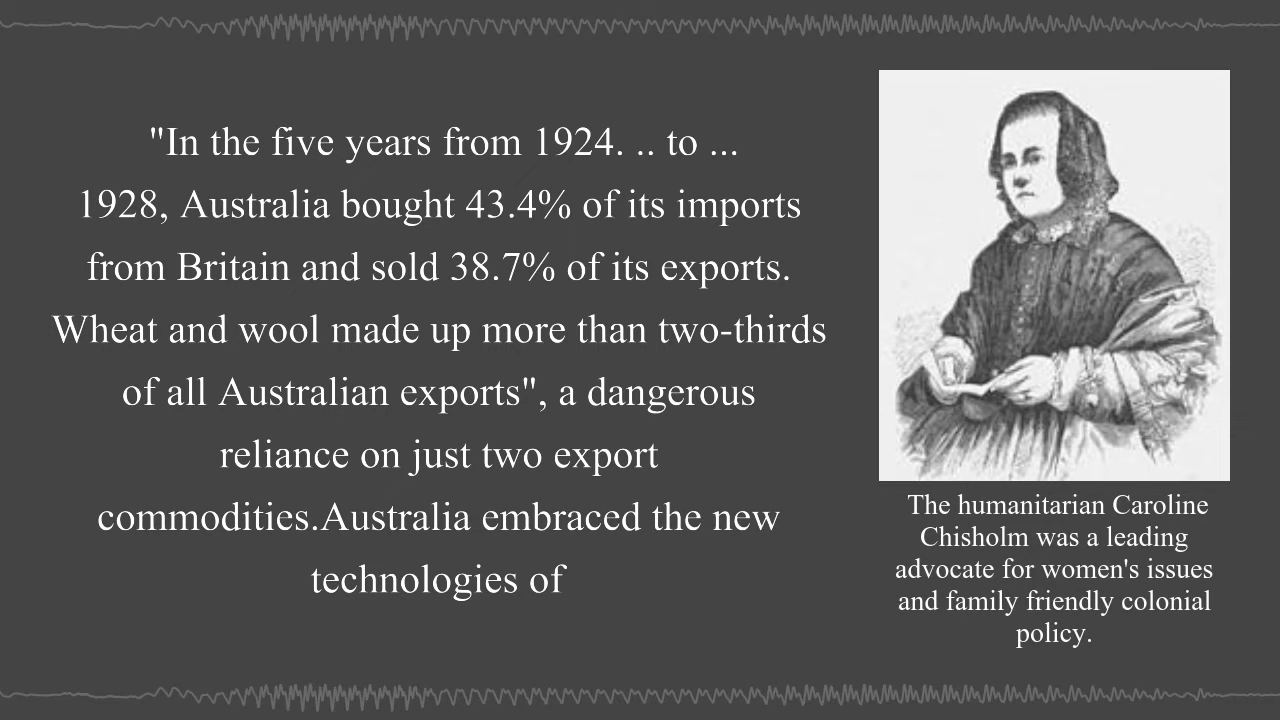 "In the five years from 1924. .. to ...
1928, Australia bought 43.4% of its imports
from Britain and sold 38.7% of its exports.
Wheat and wool made up more than two-thirds
of all Australian exports", a dangerous
reliance on just two export
commodities.Australia embraced the new
technologies of
The humanitarian Caroline
Chisholm was a leading
advocate for women's issues
and family friendly colonial
policy.